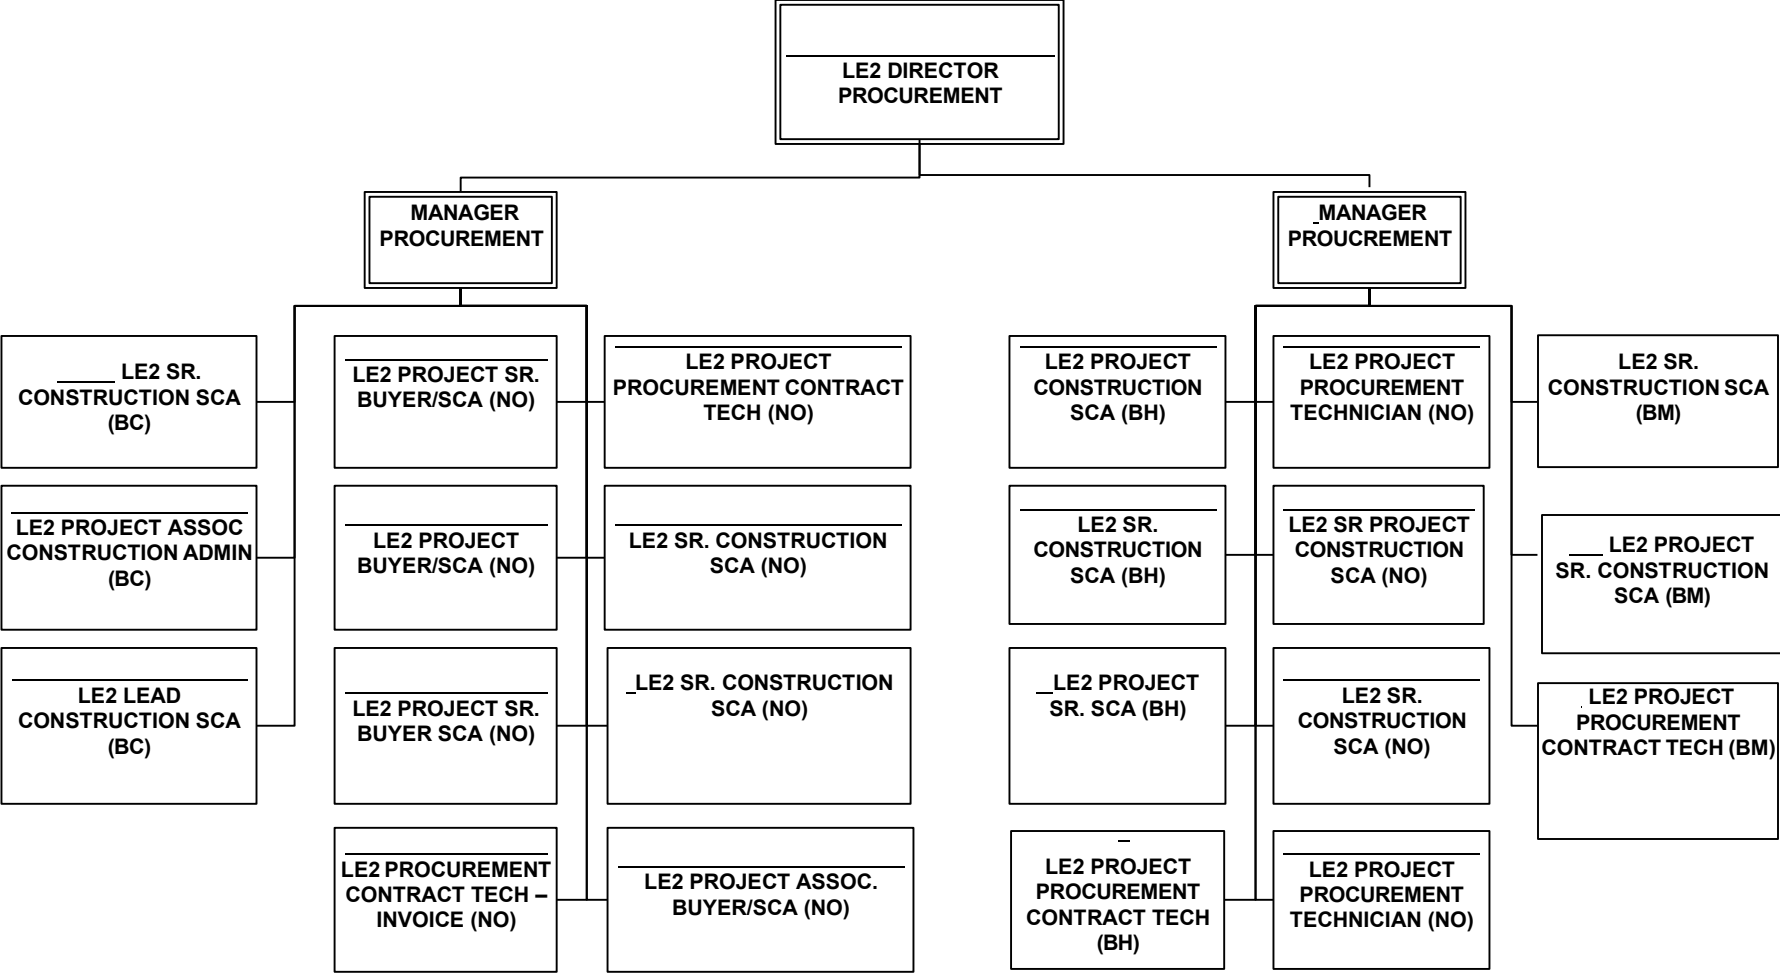 LE2 DIRECTOR
PROCUREMENT
MANAGER
PROCUREMENT
_MANAGER
PROUCREMENT
_____ LE2 SR.
CONSTRUCTION SCA
(BC)
LE2 PROJECT SR.
BUYER/SCA (NO)
LE2 PROJECT
PROCUREMENT CONTRACT
TECH (NO)
LE2 PROJECT
CONSTRUCTION
SCA (BH)
LE2 PROJECT
PROCUREMENT
TECHNICIAN (NO)
LE2 SR.
CONSTRUCTION SCA
(BM)
LE2 PROJECT ASSOC
CONSTRUCTION ADMIN
(BC)
LE2 PROJECT
BUYER/SCA (NO)
LE2 SR. CONSTRUCTION
SCA (NO)
LE2 SR.
CONSTRUCTION
SCA (BH)
LE2 SR PROJECT
CONSTRUCTION
SCA (NO)
___ LE2 PROJECT
SR. CONSTRUCTION
SCA (BM)
LE2 LEAD
CONSTRUCTION SCA
(BC)
LE2 PROJECT SR.
BUYER SCA (NO)
_LE2 SR. CONSTRUCTION
SCA (NO)
__LE2 PROJECT
SR. SCA (BH)
LE2 SR.
CONSTRUCTION
SCA (NO)
LE2 PROJECT
PROCUREMENT
CONTRACT TECH (BM)
LE2 PROCUREMENT
CONTRACT TECH –
INVOICE (NO)
LE2 PROJECT ASSOC.
BUYER/SCA (NO)
LE2 PROJECT
PROCUREMENT
CONTRACT TECH
(BH)
LE2 PROJECT
PROCUREMENT
TECHNICIAN (NO)